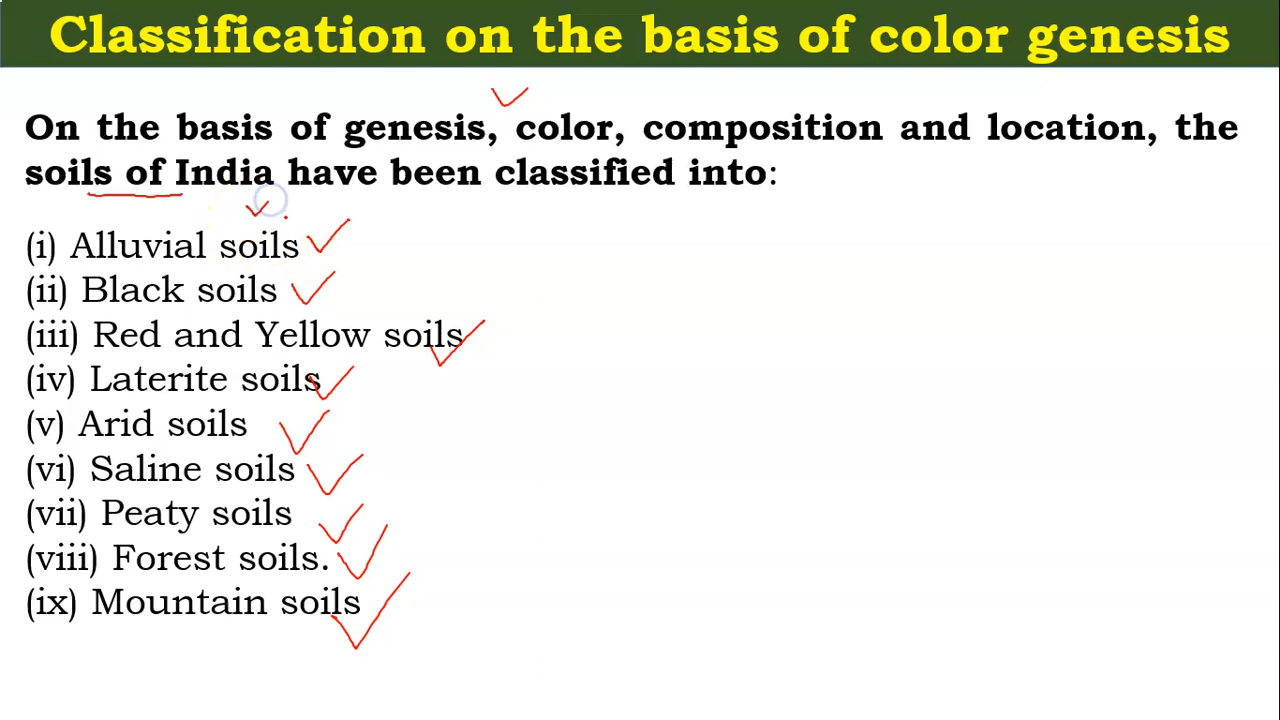 Classification on the basis of color genesis
On the basis of genesis, color, composition and location, the
soils of India have been classified into:
(i) Alluvial soils
(ii) Black soils
(iii) Red and Yellow soils
(iv) Laterite soils
(v) Arid soils
(vi) Saline soils
(vii) Peaty soils
(viii) Forest soils.
(ix) Mountain soils